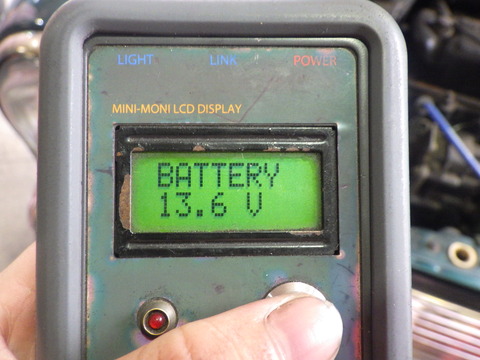 LIGHT LINK POWER
MINI-MONI LCD DISPLAY
BATTERY
13.6 V